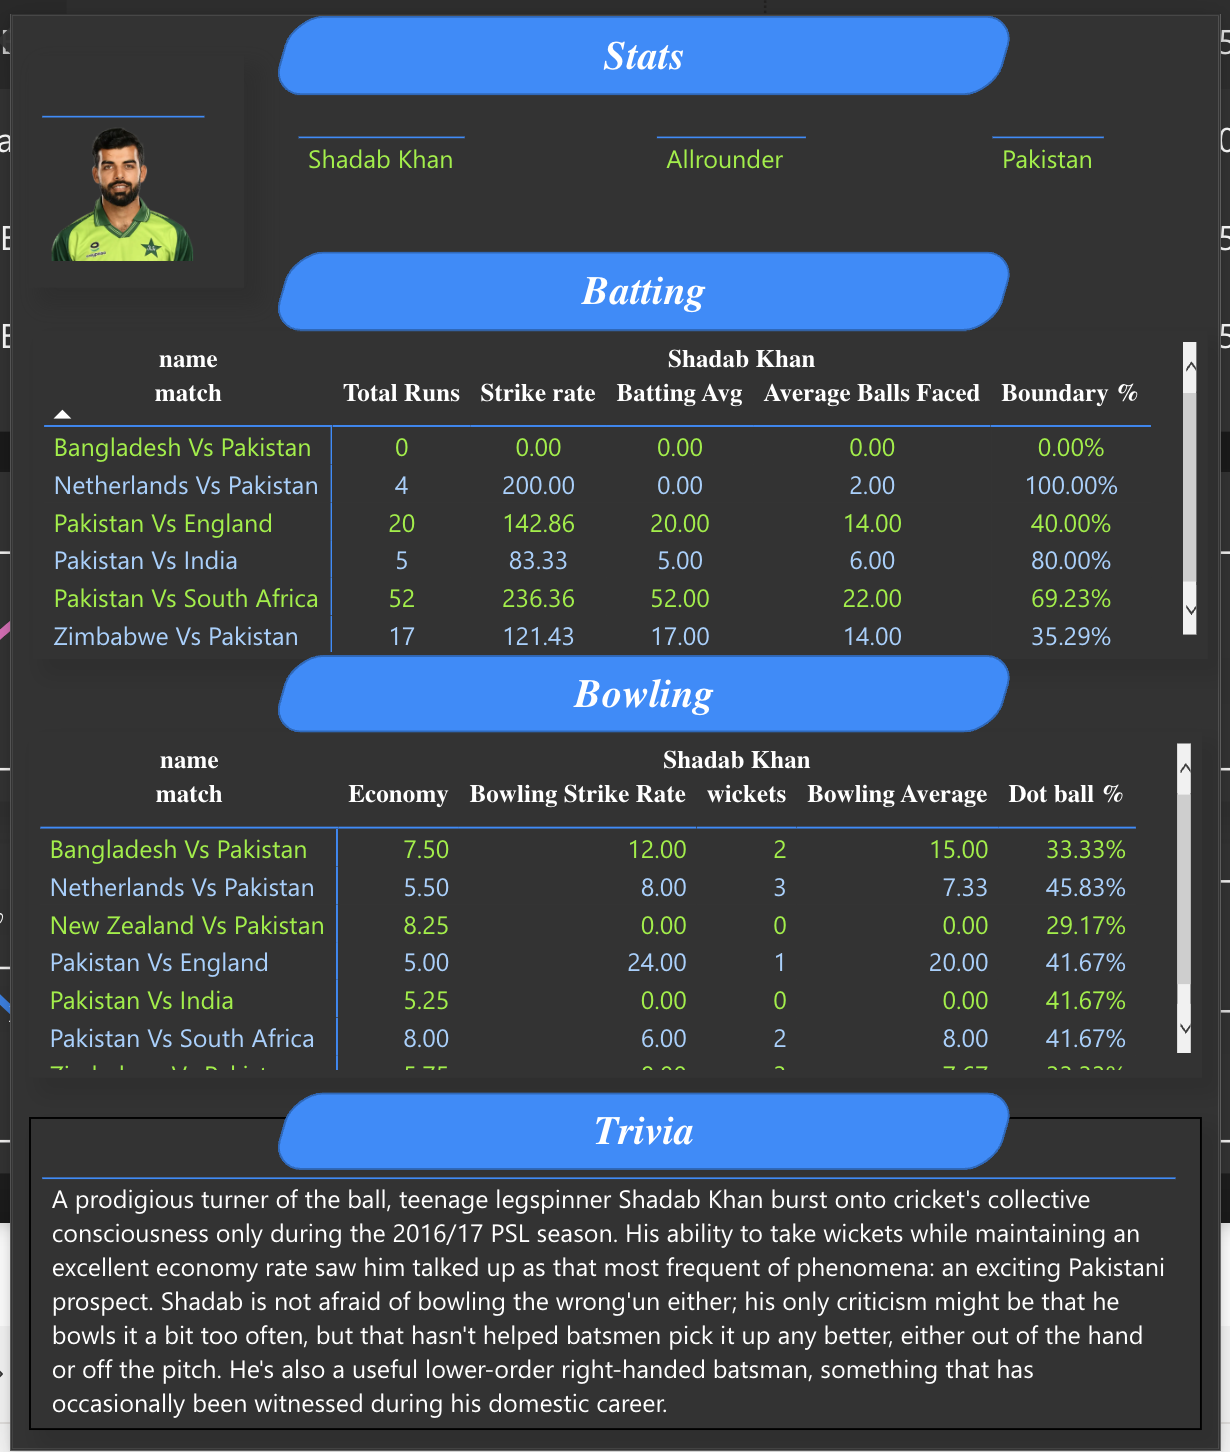 Stats
Shadab Khan Allrounder Pakistan
Batting
name Shadab Khan
match Total Runs Strike rate Batting Avg Average Balls Faced Boundary %
Bangladesh Vs Pakistan 0 0.00 0.00 0.00 0.00%
Netherlands Vs Pakistan 4 200.00 0.00 2.00 100.00%
Pakistan Vs England 20 142.86 20.00 14.00 40.00%
Pakistan Vs India 5 83.33 5.00 6.00 80.00%
Pakistan Vs South Africa 52 236.36 52.00 22.00 69.23%
Zimbabwe Vs Pakistan 17 121.43 17.00 14.00 35.29%
Bowling
name Shadab Khan
match Economy Bowling Strike Rate wickets Bowling Average Dot ball %
Bangladesh Vs Pakistan 7.50 12.00 2 15.00 33.33%
Netherlands Vs Pakistan 5.50 8.00 3 7.33 45.83%
New Zealand Vs Pakistan 8.25 0.00 0 0.00 29.17%
Pakistan Vs England 5.00 24.00 1 20.00 41.67%
Pakistan Vs India 5.25 0.00 0 0.00 41.67%
Pakistan Vs South Africa 8.00 6.00 2 8.00 41.67%
Trivia
A prodigious turner of the ball, teenage legspinner Shadab Khan burst onto cricket's collective
consciousness only during the 2016/17 PSL season. His ability to take wickets while maintaining an
excellent economy rate saw him talked up as that most frequent of phenomena: an exciting Pakistani
prospect. Shadab is not afraid of bowling the wrong'un either; his only criticism might be that he
bowls it a bit too often, but that hasn't helped batsmen pick it up any better, either out of the hand
or off the pitch. He's also a useful lower-order right-handed batsman, something that has
occasionally been witnessed during his domestic career.